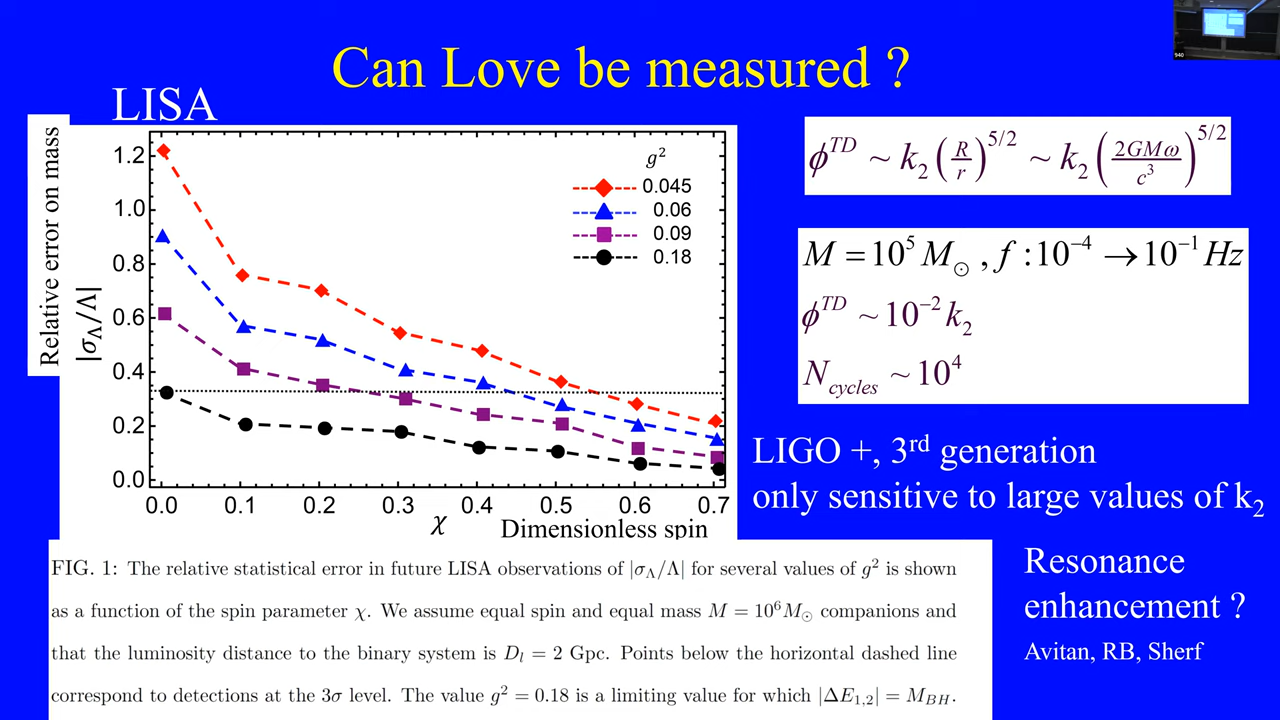 Can Love be measured ?
LISA
Relative error on mass
|σ_Λ/Λ|
1.2
1.0
0.8
0.6
0.4
0.2
0.0
g²
0.045
0.06
0.09
0.18
0.0 0.1 0.2 0.3 0.4 0.5 0.6 0.7
χ
Dimensionless spin
ϕ^TD ~ k₂ (R/r)^5/2 ~ k₂ (2GMω/c³)^5/2
M = 10⁵ M_⊙ , f : 10⁻⁴ → 10⁻¹ Hz
ϕ^TD ~ 10⁻² k₂
N_cycles ~ 10⁴
LIGO +, 3rd generation
only sensitive to large values of k₂
Resonance
enhancement ?
Avitan, RB, Sherf
FIG. 1: The relative statistical error in future LISA observations of |σ_Λ/Λ| for several values of g² is shown
as a function of the spin parameter χ. We assume equal spin and equal mass M = 10⁶M_⊙ companions and
that the luminosity distance to the binary system is D_l = 2 Gpc. Points below the horizontal dashed line
correspond to detections at the 3σ level. The value g² = 0.18 is a limiting value for which |ΔE_1,2| = M_BH.